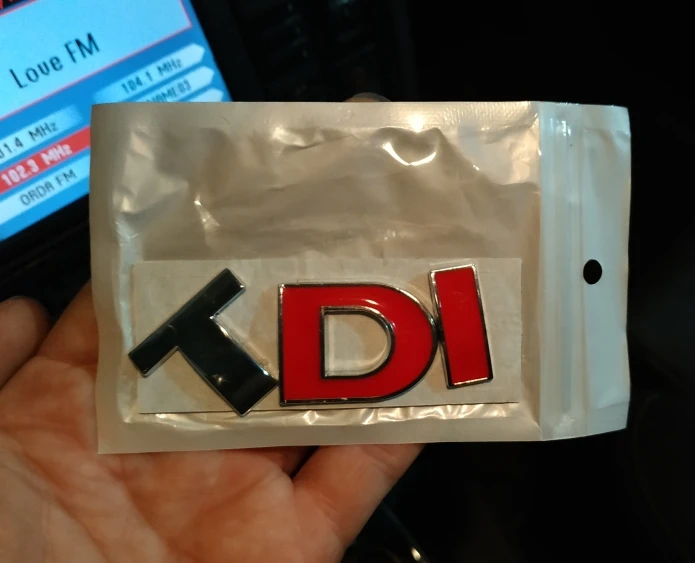 Love FM
104.1 MHz
102.3 MHz
ORDA FM
TDI